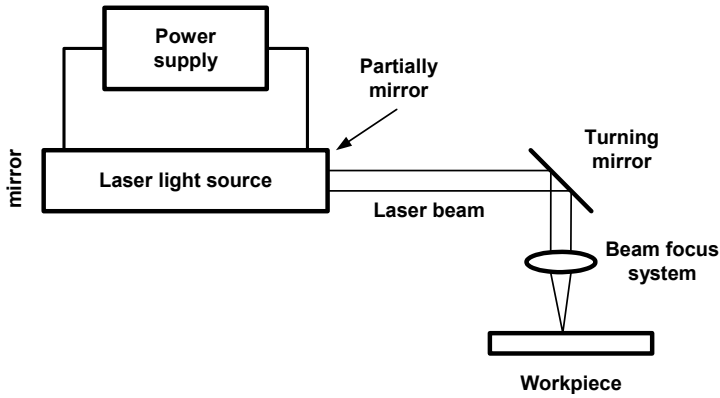 Power
supply
Partially
mirror
Turning
mirror
mirror
Laser light source
Laser beam
Beam focus
system
Workpiece